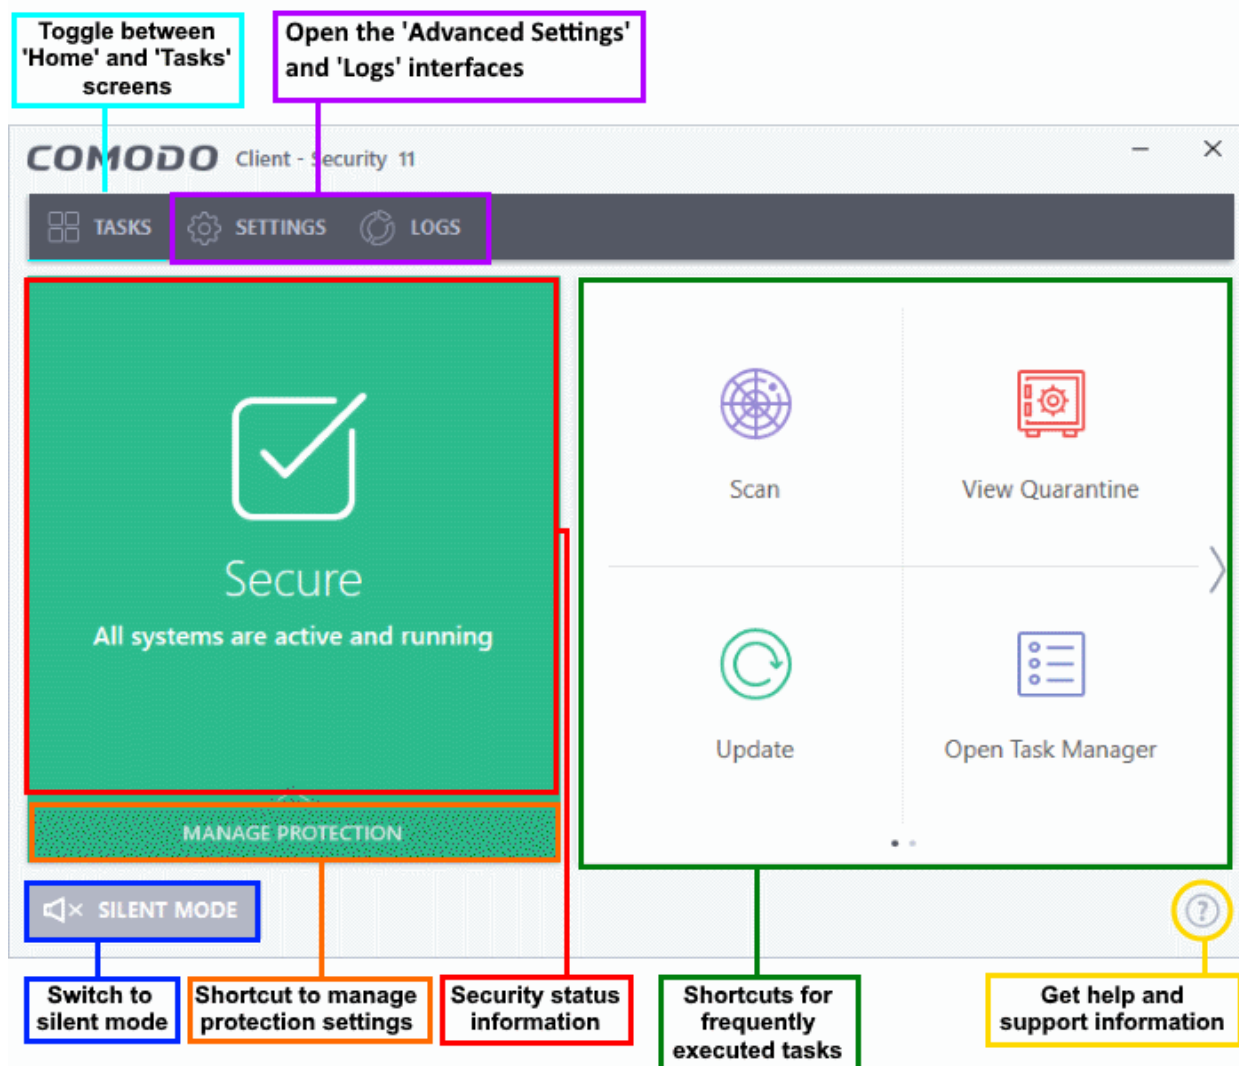 Toggle between
'Home' and 'Tasks'
screens
Open the 'Advanced Settings'
and 'Logs' interfaces
COMODO Client - Security 11
TASKS SETTINGS LOGS
Secure
All systems are active and running
MANAGE PROTECTION
Scan
View Quarantine
Update
Open Task Manager
SILENT MODE
?
Switch to
silent mode
Shortcut to manage
protection settings
Security status
information
Shortcuts for
frequently
executed tasks
Get help and
support information